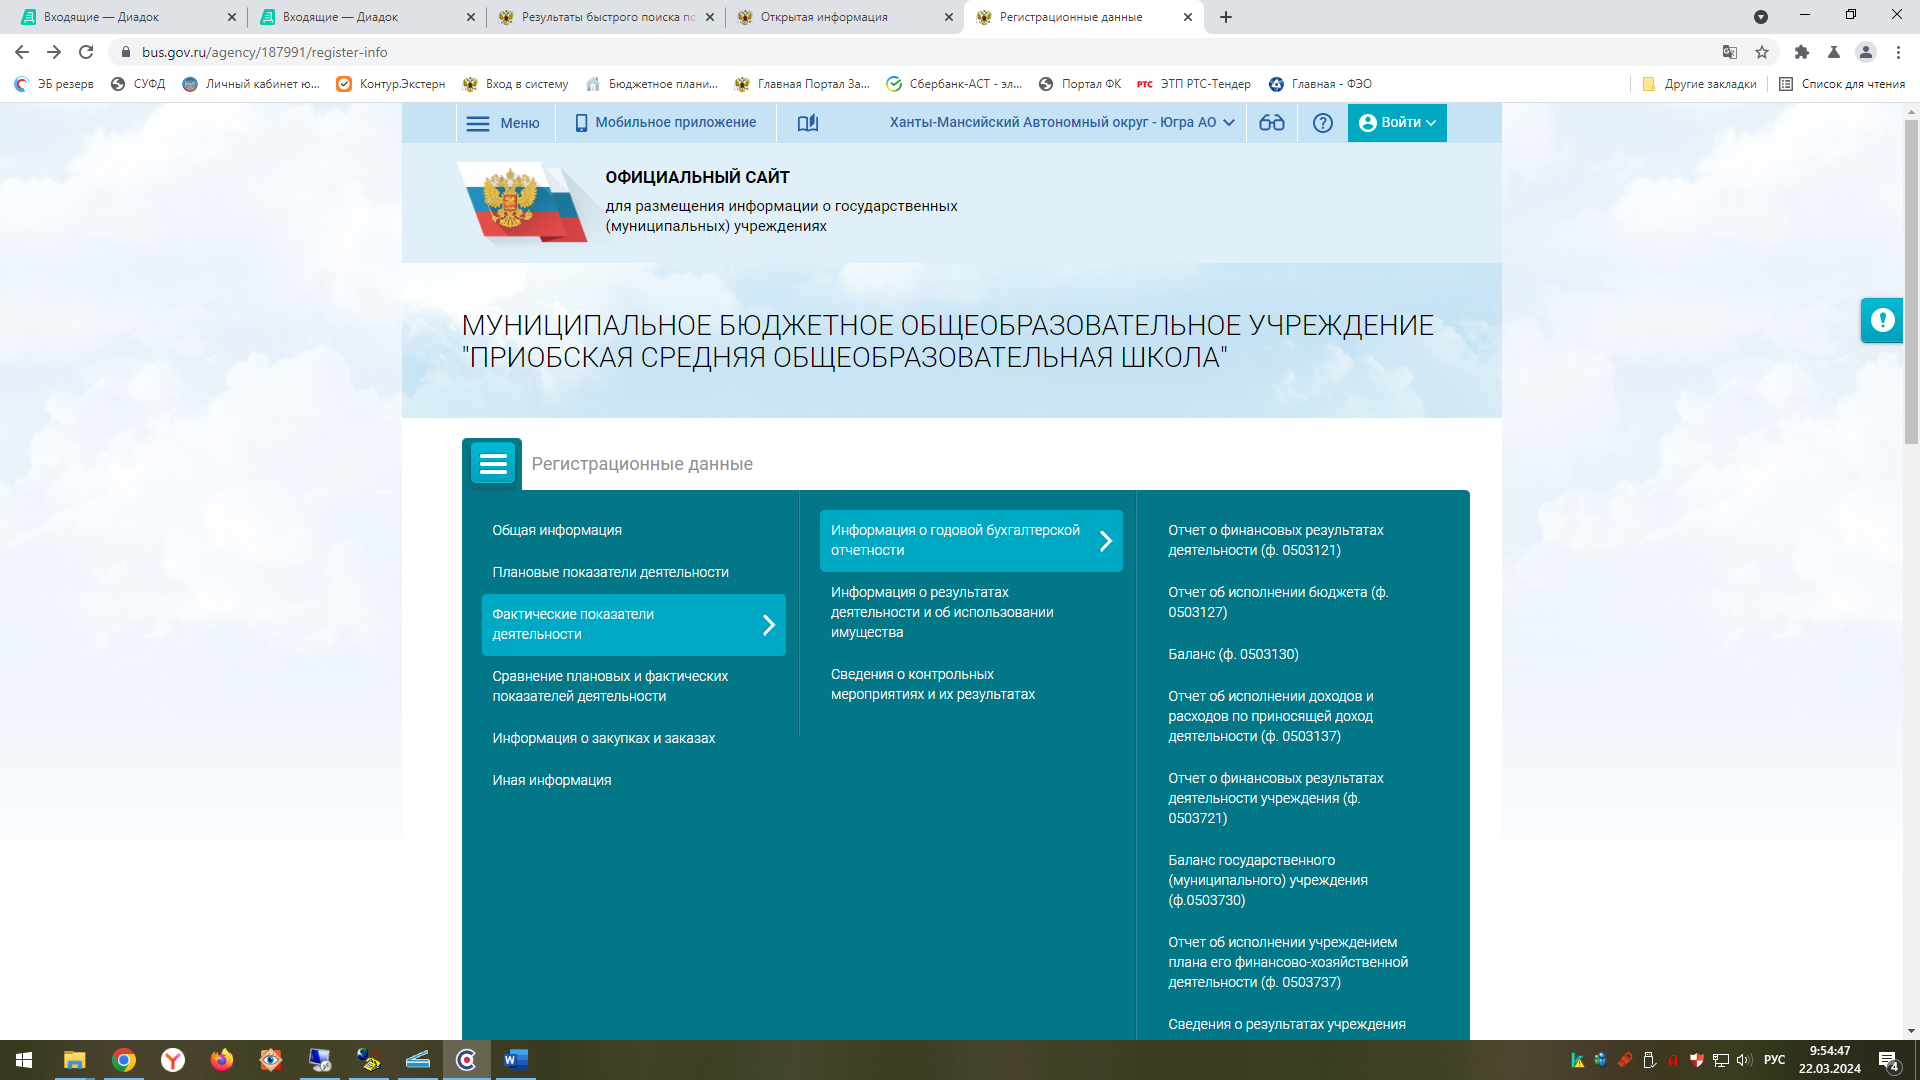 Входящие — Диадок
Входящие — Диадок
Результаты быстрого поиска по
Открытая информация
Регистрационные данные
bus.gov.ru/agency/187991/register-info
ЭБ резерв
СУФД
Личный кабинет ю...
Контур.Экстерн
Вход в систему
Бюджетное плани...
Главная Портал За...
Сбербанк-АСТ - эл...
Портал ФК
РТС
ЭТП РТС-Тендер
Главная - ФЭО
Другие закладки
Список для чтения
Меню
Мобильное приложение
Ханты-Мансийский Автономный округ - Югра АО
Войти
ОФИЦИАЛЬНЫЙ САЙТ
для размещения информации о государственных
(муниципальных) учреждениях
МУНИЦИПАЛЬНОЕ БЮДЖЕТНОЕ ОБЩЕОБРАЗОВАТЕЛЬНОЕ УЧРЕЖДЕНИЕ
"ПРИОБСКАЯ СРЕДНЯЯ ОБЩЕОБРАЗОВАТЕЛЬНАЯ ШКОЛА"
Регистрационные данные
Общая информация
Плановые показатели деятельности
Фактические показатели
деятельности
Сравнение плановых и фактических
показателей деятельности
Информация о закупках и заказах
Иная информация
Информация о годовой бухгалтерской
отчетности
Информация о результатах
деятельности и об использовании
имущества
Сведения о контрольных
мероприятиях и их результатах
Отчет о финансовых результатах
деятельности (ф. 0503121)
Отчет об исполнении бюджета (ф.
0503127)
Баланс (ф. 0503130)
Отчет об исполнении доходов и
расходов по приносящей доход
деятельности (ф. 0503137)
Отчет о финансовых результатах
деятельности учреждения (ф.
0503721)
Баланс государственного
(муниципального) учреждения
(ф.0503730)
Отчет об исполнении учреждением
плана его финансово-хозяйственной
деятельности (ф. 0503737)
Сведения о результатах учреждения
РУС
9:54:47
22.03.2024
4